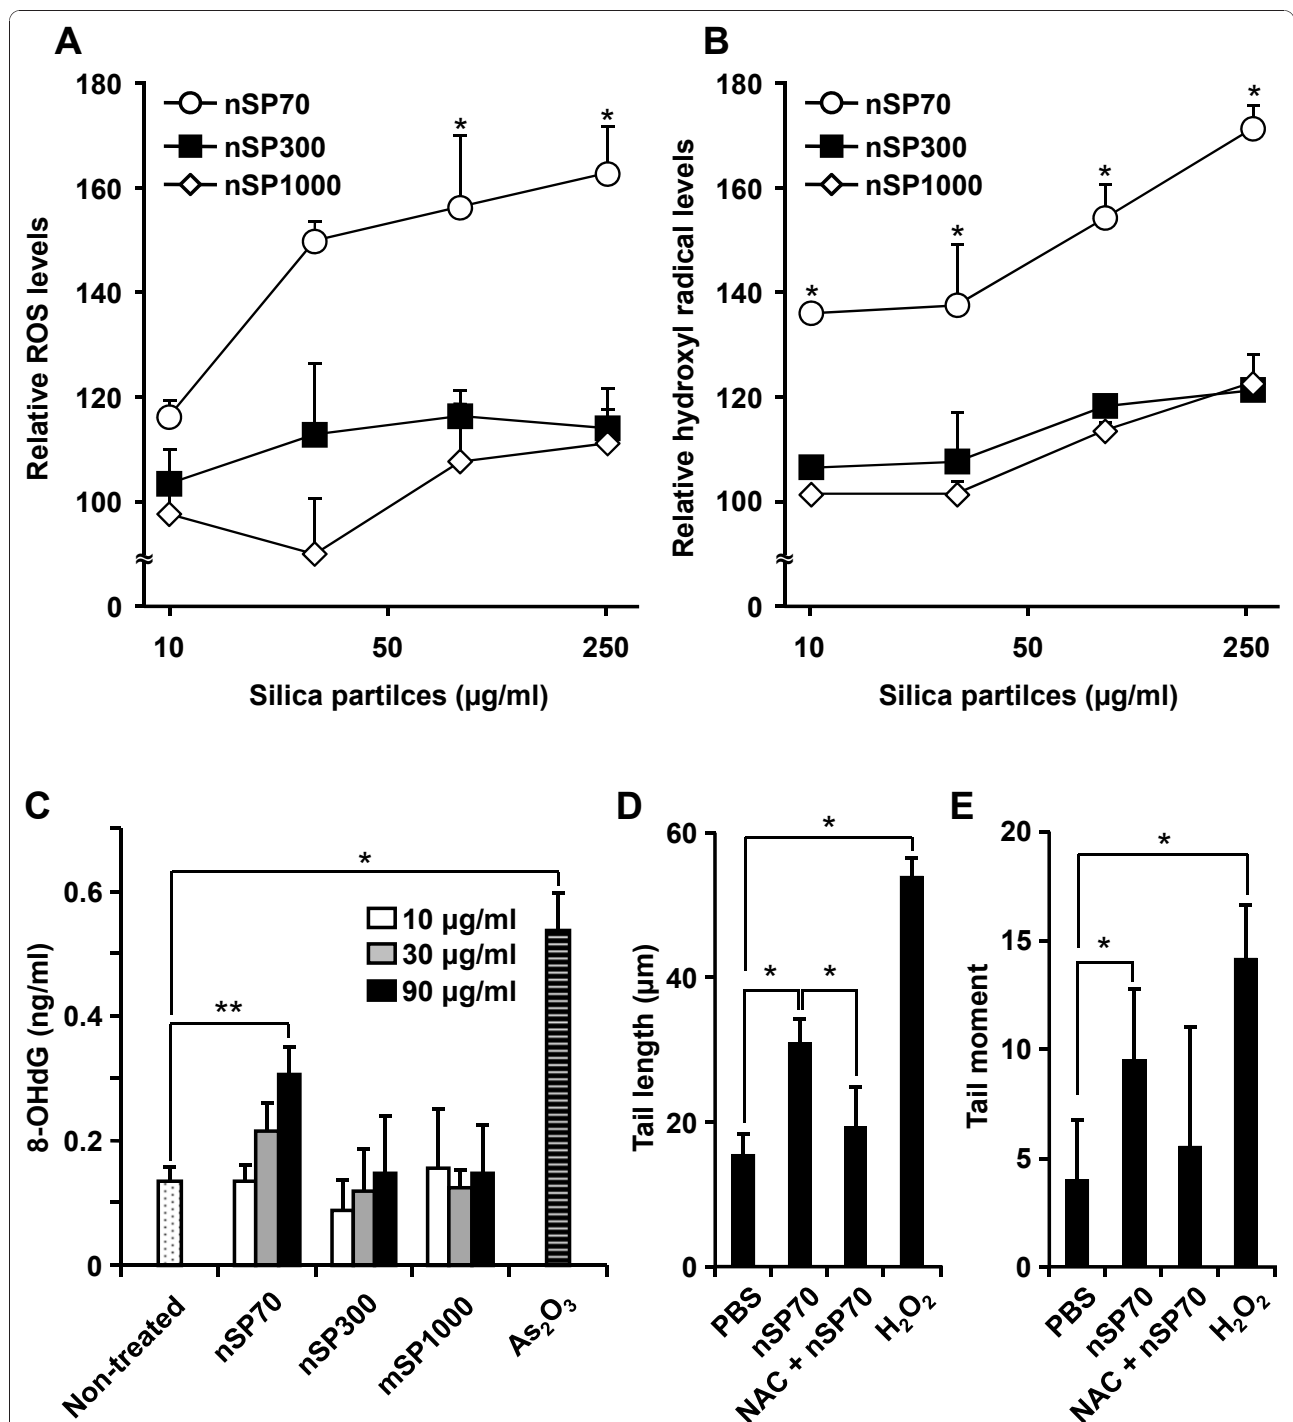 A
180
160
140
120
100
0
Relative ROS levels
nSP70
nSP300
nSP1000
*
*
10
50
250
Silica partilces (µg/ml)
B
180
160
140
120
100
0
Relative hydroxyl radical levels
nSP70
nSP300
nSP1000
*
*
*
*
10
50
250
Silica partilces (µg/ml)
C
0.6
0.4
0.2
0
8-OHdG (ng/ml)
10 µg/ml
30 µg/ml
90 µg/ml
*
**
Non-treated
nSP70
nSP300
mSP1000
As₂O₃
D
60
40
20
0
Tail length (µm)
*
*
*
PBS
nSP70
NAC + nSP70
H₂O₂
E
20
15
10
5
0
Tail moment
*
*
PBS
nSP70
NAC + nSP70
H₂O₂